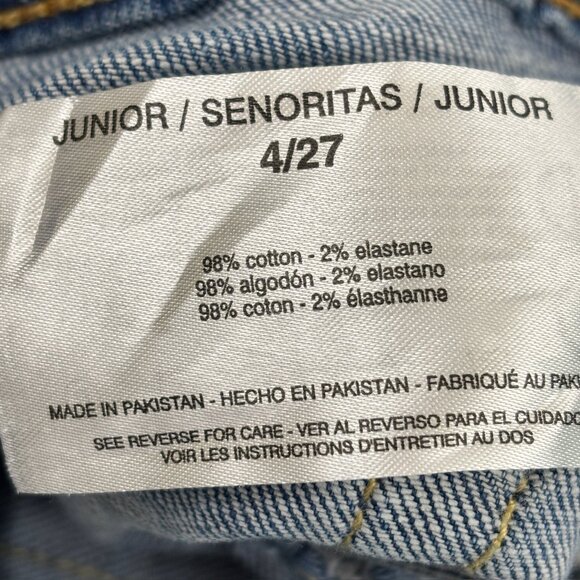 JUNIOR / SENORITAS / JUNIOR
4/27
98% cotton - 2% elastane
98% algodón - 2% elastano
98% coton - 2% élasthanne
MADE IN PAKISTAN - HECHO EN PAKISTAN - FABRIQUÉ AU PAKI
SEE REVERSE FOR CARE - VER AL REVERSO PARA EL CUIDADO
VOIR LES INSTRUCTIONS D'ENTRETIEN AU DOS